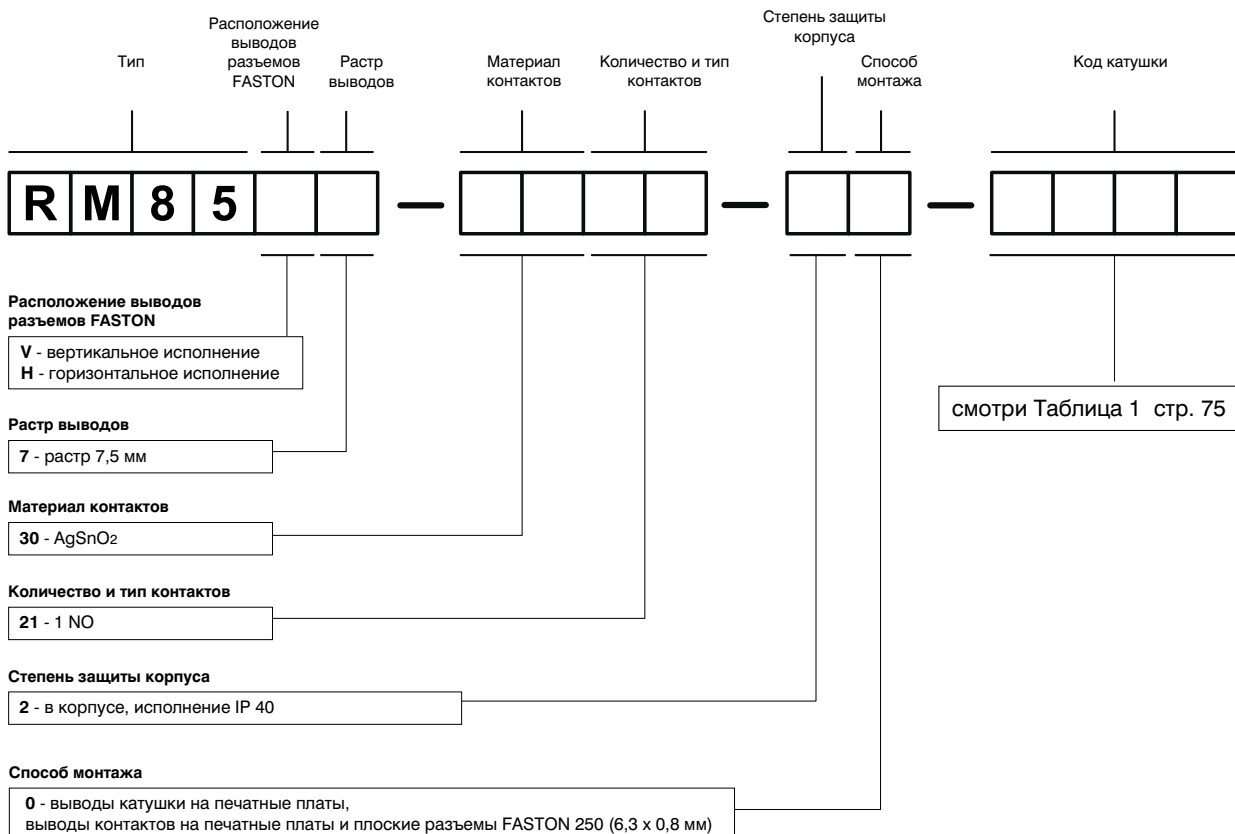 Тип
Расположение
выводов
разъемов
FASTON
Растр
выводов
Материал
контактов
Количество и тип
контактов
Степень защиты
корпуса
Способ
монтажа
Код катушки
RM85 — — —
Расположение выводов
разъемов FASTON
V - вертикальное исполнение
H - горизонтальное исполнение
смотри Таблица 1 стр. 75
Растр выводов
7 - растр 7,5 мм
Материал контактов
30 - AgSnO2
Количество и тип контактов
21 - 1 NO
Степень защиты корпуса
2 - в корпусе, исполнение IP 40
Способ монтажа
0 - выводы катушки на печатные платы,
выводы контактов на печатные платы и плоские разъемы FASTON 250 (6,3 x 0,8 мм)